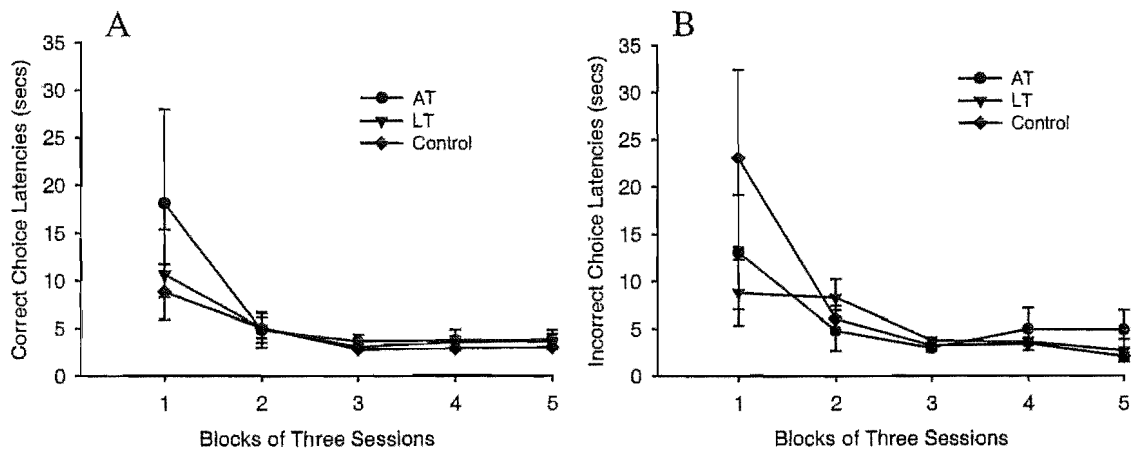 A
Correct Choice Latencies (secs)
35
30
25
20
15
10
5
0
AT
LT
Control
1 2 3 4 5
Blocks of Three Sessions
B
Incorrect Choice Latencies (secs)
35
30
25
20
15
10
5
0
AT
LT
Control
1 2 3 4 5
Blocks of Three Sessions